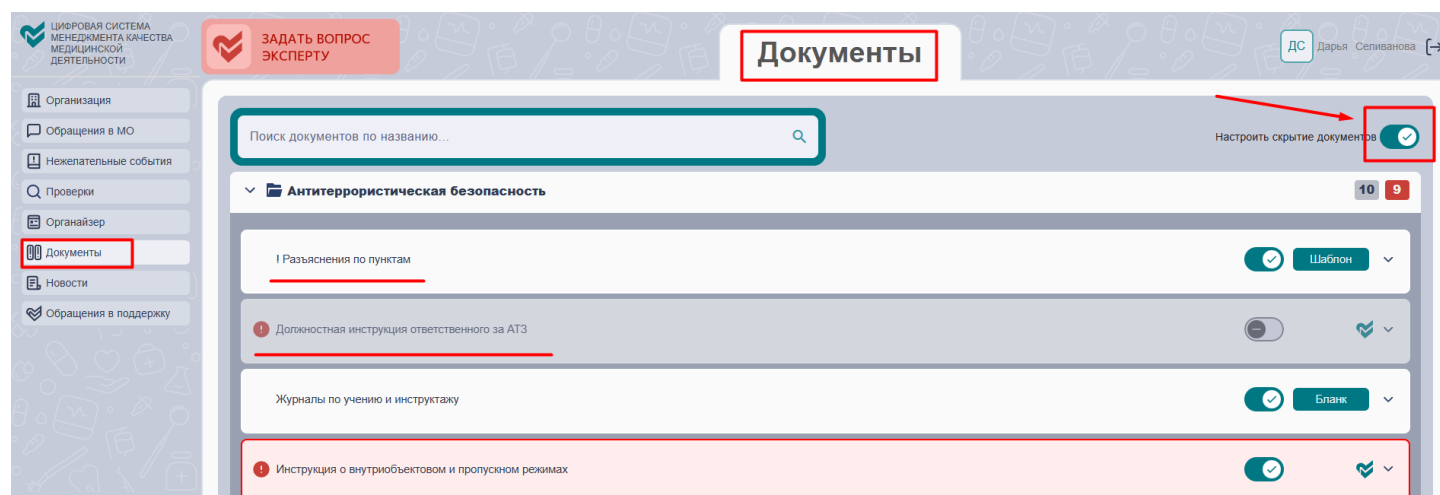 ЦИФРОВАЯ СИСТЕМА
МЕНЕДЖМЕНТА КАЧЕСТВА
МЕДИЦИНСКОЙ
ДЕЯТЕЛЬНОСТИ
ЗАДАТЬ ВОПРОС
ЭКСПЕРТУ
Документы
ДС Дарья Селиванова
Организация
Обращения в МО
Нежелательные события
Проверки
Органайзер
Документы
Новости
Обращения в поддержку
Поиск документов по названию...
Настроить скрытие документов
Антитеррористическая безопасность 10 9
! Разъяснения по пунктам Шаблон
Должностная инструкция ответственного за АТЗ
Журналы по учению и инструктажу Бланк
Инструкция о внутриобъектовом и пропускном режимах